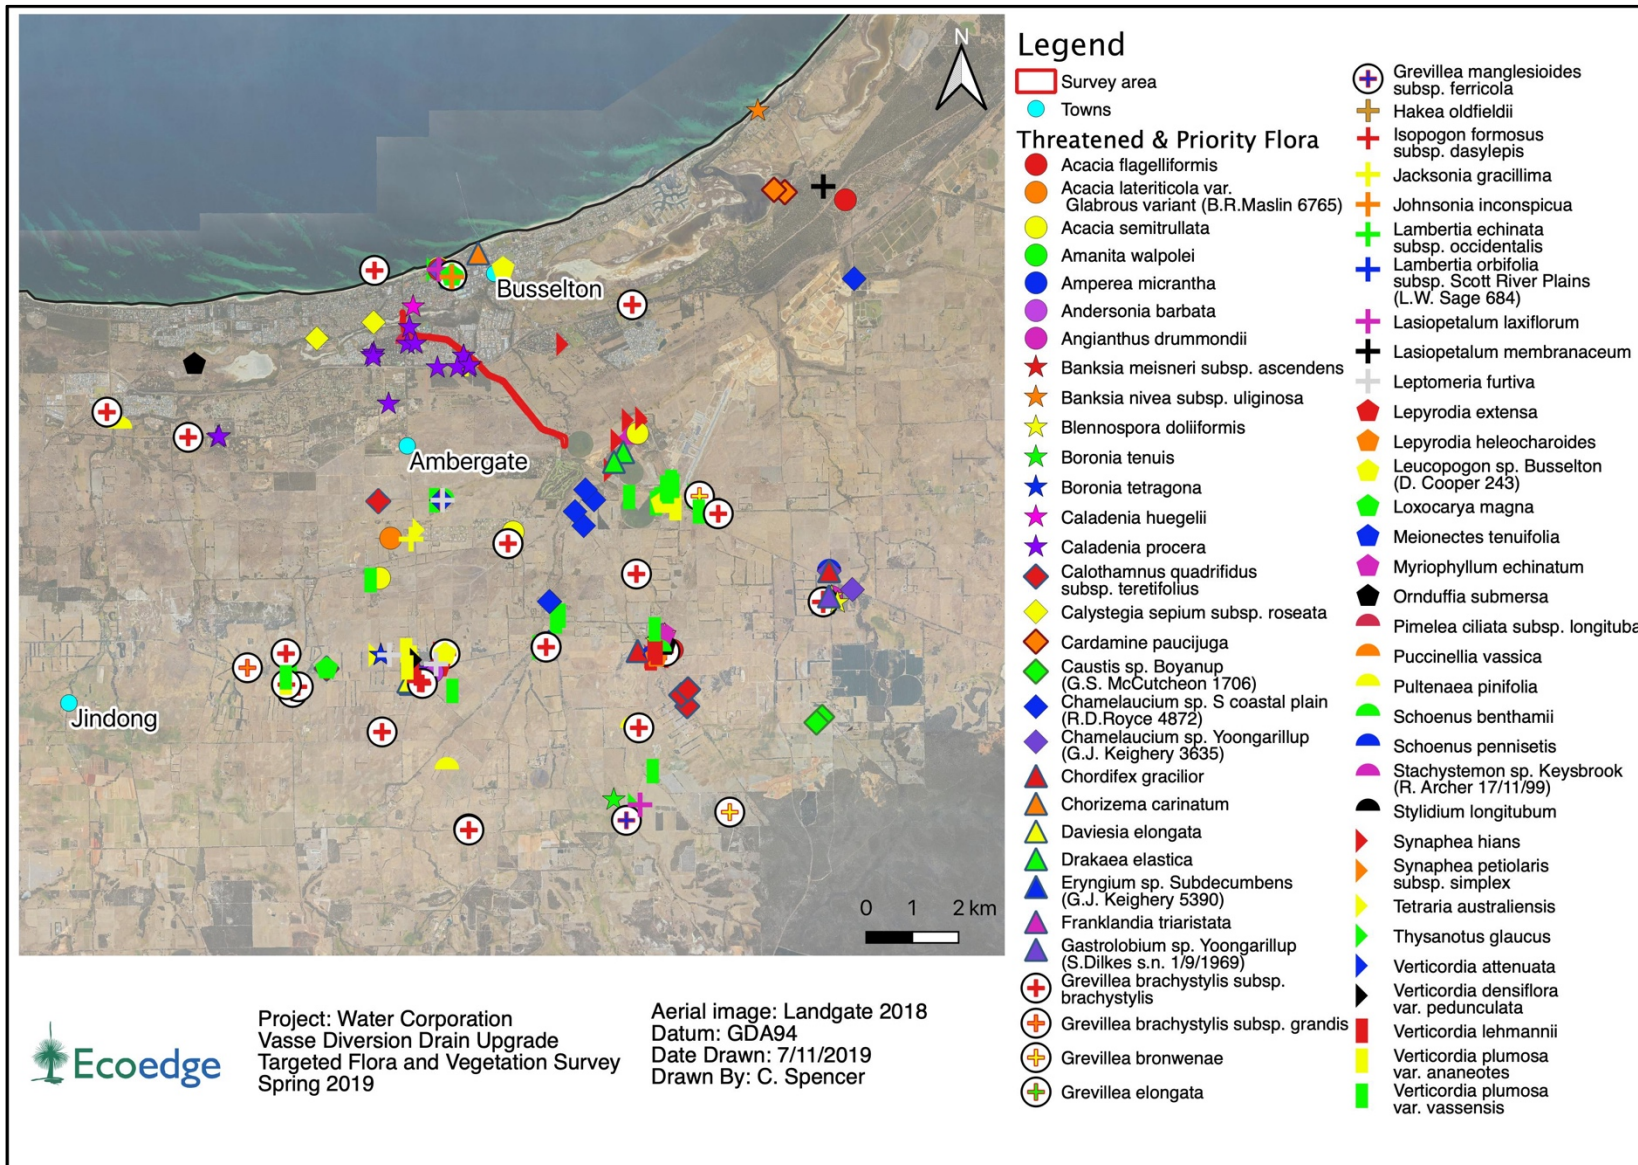 N
Busselton
Ambergate
Jindong
0 1 2 km
Legend
Survey area
Towns
Threatened & Priority Flora
Acacia flagelliformis
Acacia lateriticola var.
Glabrous variant (B.R.Maslin 6765)
Acacia semitrullata
Amanita walpolei
Amperea micrantha
Andersonia barbata
Angianthus drummondii
Banksia meisneri subsp. ascendens
Banksia nivea subsp. uliginosa
Blennospora doliiformis
Boronia tenuis
Boronia tetragona
Caladenia huegelii
Caladenia procera
Calothamnus quadrifidus
subsp. teretifolius
Calystegia sepium subsp. roseata
Cardamine paucijuga
Caustis sp. Boyanup
(G.S. McCutcheon 1706)
Chamelaucium sp. S coastal plain
(R.D.Royce 4872)
Chamelaucium sp. Yoongarillup
(G.J. Keighery 3635)
Chordifex gracilior
Chorizema carinatum
Daviesia elongata
Drakaea elastica
Eryngium sp. Subdecumbens
(G.J. Keighery 5390)
Franklandia triaristata
Gastrolobium sp. Yoongarillup
(S.Dilkes s.n. 1/9/1969)
Grevillea brachystylis subsp.
brachystylis
Grevillea brachystylis subsp. grandis
Grevillea bronwenae
Grevillea elongata
Grevillea manglesioides
subsp. ferricola
Hakea oldfieldii
Isopogon formosus
subsp. dasylepis
Jacksonia gracillima
Johnsonia inconspicua
Lambertia echinata
subsp. occidentalis
Lambertia orbifolia
subsp. Scott River Plains
(L.W. Sage 684)
Lasiopetalum laxiflorum
Lasiopetalum membranaceum
Leptomeria furtiva
Lepyrodia extensa
Lepyrodia heleocharoides
Leucopogon sp. Busselton
(D. Cooper 243)
Loxocarya magna
Meionectes tenuifolia
Myriophyllum echinatum
Ornduffia submersa
Pimelea ciliata subsp. longituba
Puccinellia vassica
Pultenaea pinifolia
Schoenus benthamii
Schoenus pennisetis
Stachystemon sp. Keysbrook
(R. Archer 17/11/99)
Stylidium longitubum
Synaphea hians
Synaphea petiolaris
subsp. simplex
Tetraria australiensis
Thysanotus glaucus
Verticordia attenuata
Verticordia densiflora
var. pedunculata
Verticordia lehmannii
Verticordia plumosa
var. ananeotes
Verticordia plumosa
var. vassensis
Ecoedge
Project: Water Corporation
Vasse Diversion Drain Upgrade
Targeted Flora and Vegetation Survey
Spring 2019
Aerial image: Landgate 2018
Datum: GDA94
Date Drawn: 7/11/2019
Drawn By: C. Spencer